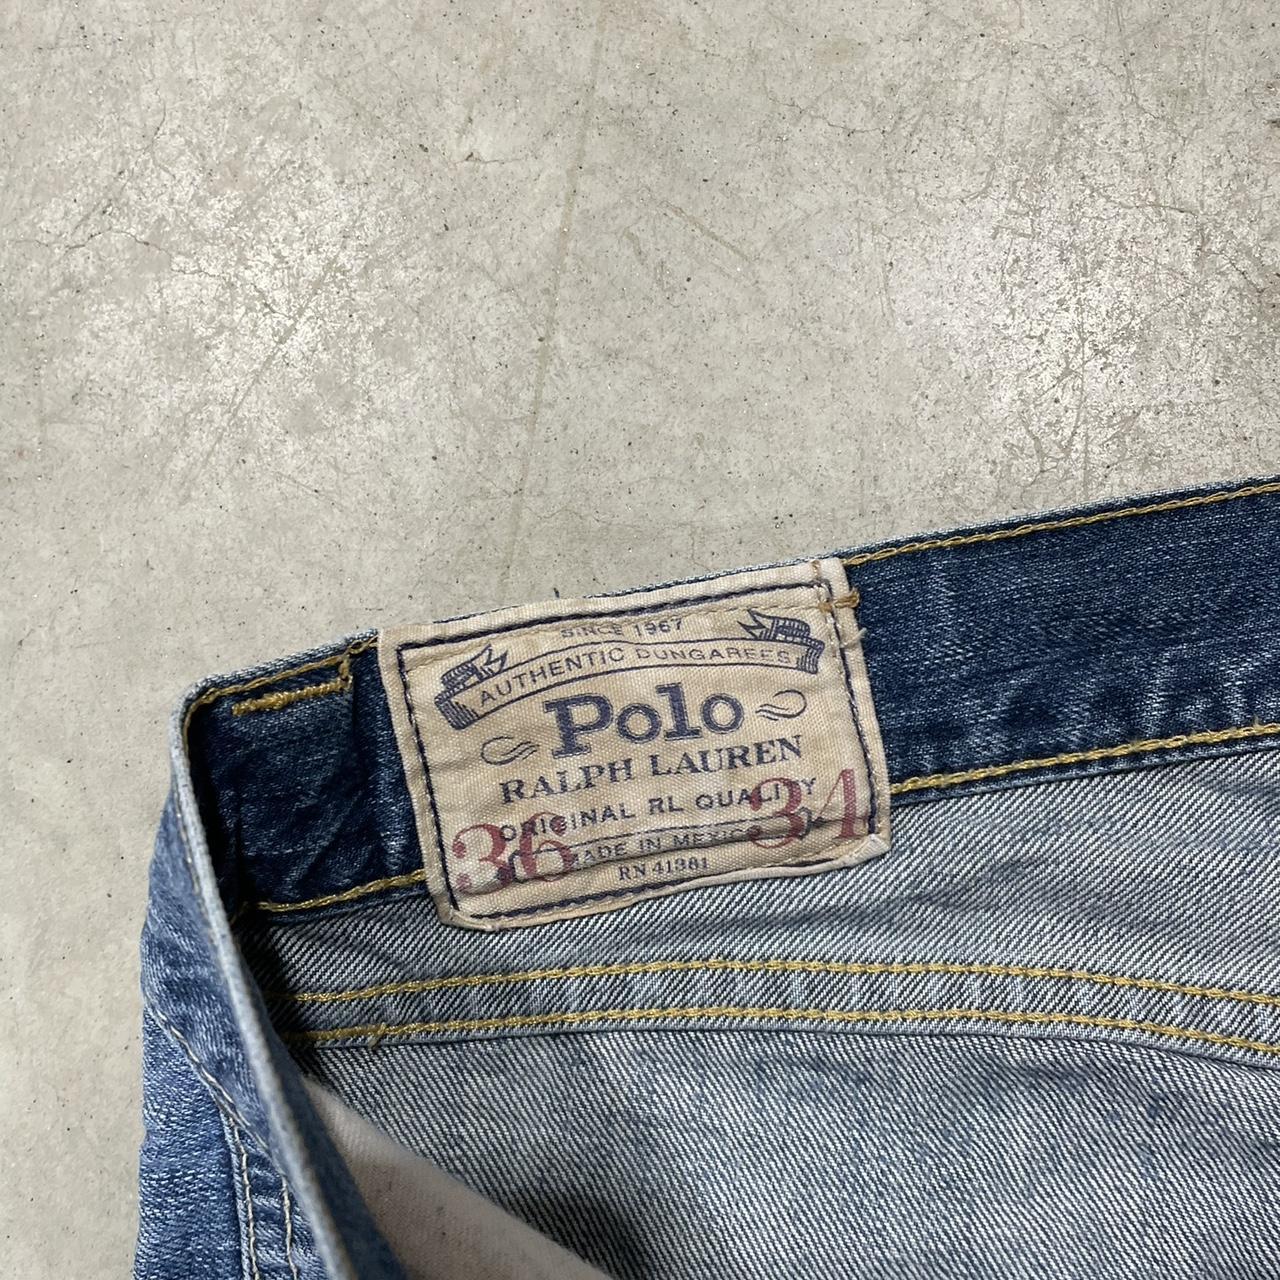 SINCE 1967
AUTHENTIC DUNGAREES
Polo
RALPH LAUREN
ORIGINAL RL QUALITY
36 34
MADE IN MEXICO
RN 41381